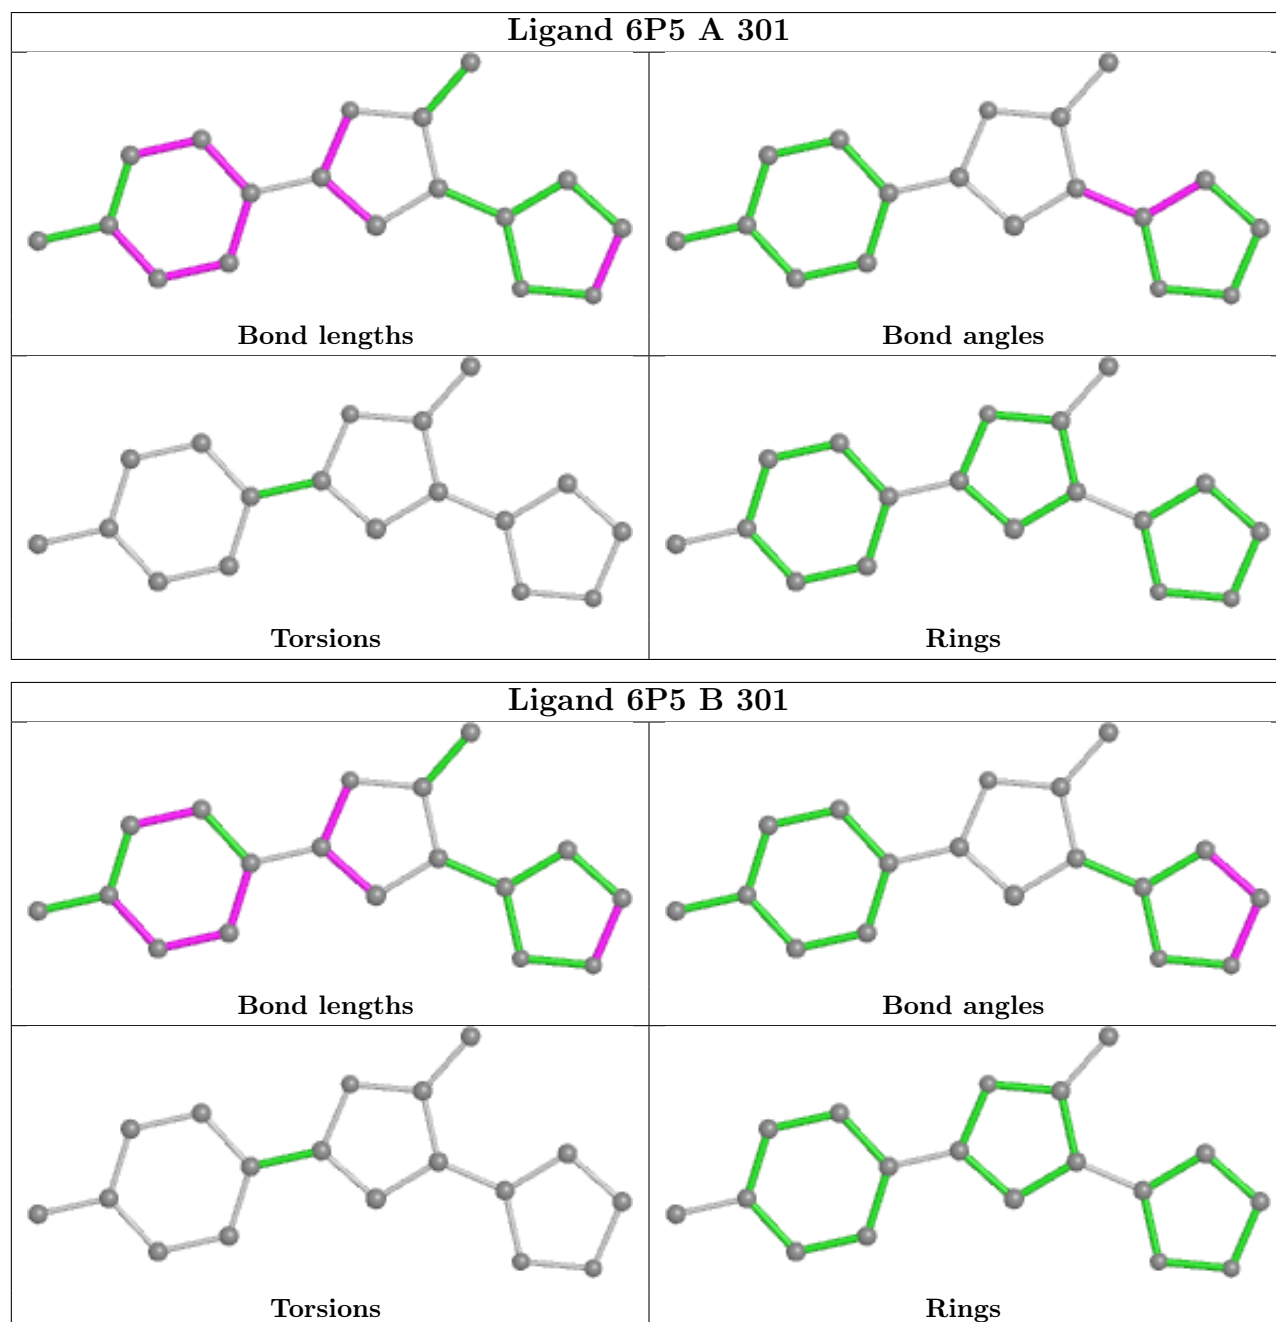 Ligand 6P5 A 301
Bond lengths
Bond angles
Torsions
Rings
Ligand 6P5 B 301
Bond lengths
Bond angles
Torsions
Rings